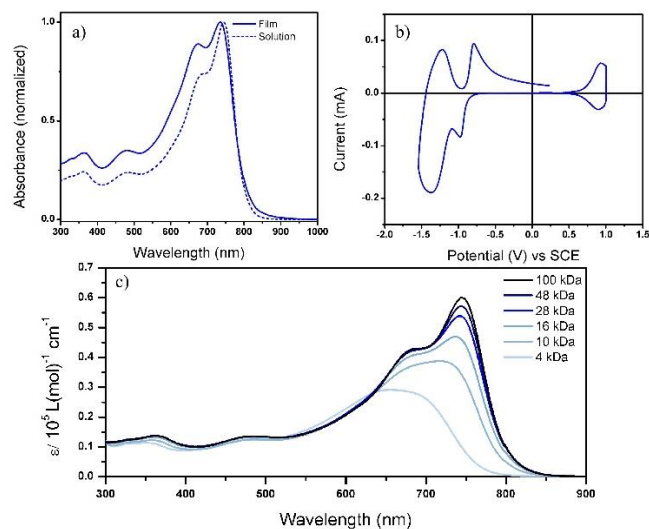 a)
Film
Solution
Absorbance (normalized)
1.0
0.5
0.0
300 400 500 600 700 800 900 1000
Wavelength (nm)
b)
Current (mA)
0.1
0.0
-0.1
-0.2
-2.0 -1.5 -1.0 -0.5 0.0 0.5 1.0 1.5
Potential (V) vs SCE
c)
100 kDa
48 kDa
28 kDa
16 kDa
10 kDa
4 kDa
ε/ 10⁵ L(mol)⁻¹ cm⁻¹
0.7
0.6
0.5
0.4
0.3
0.2
0.1
0.0
300 400 500 600 700 800 900
Wavelength (nm)